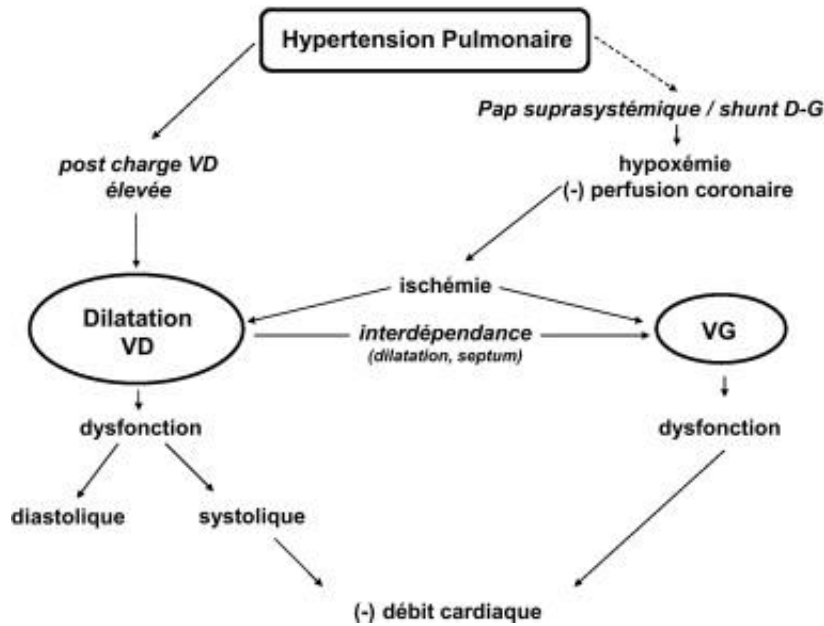 Hypertension Pulmonaire
Pap suprasystémique / shunt D-G
post charge VD
élevée
hypoxémie
(-) perfusion coronaire
ischémie
Dilatation
VD
interdépendance
(dilatation, septum)
VG
dysfonction
dysfonction
diastolique
systolique
(-) débit cardiaque